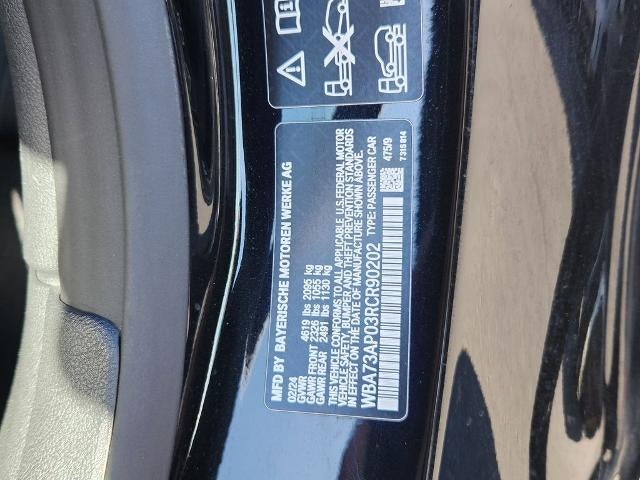 MFD BY BAYERISCHE MOTOREN WERKE AG
02/24
GVWR 4619 lbs 2095 kg
GAWR FRONT 2326 lbs 1055 kg
GAWR REAR 2491 lbs 1130 kg
THIS VEHICLE CONFORMS TO ALL APPLICABLE U.S.FEDERAL MOTOR
VEHICLE SAFETY, BUMPER, AND THEFT PREVENTION STANDARDS
IN EFFECT ON THE DATE OF MANUFACTURE SHOWN ABOVE.
WBA73AP03RCR90202 TYPE: PASSENGER CAR 475/9
7315814